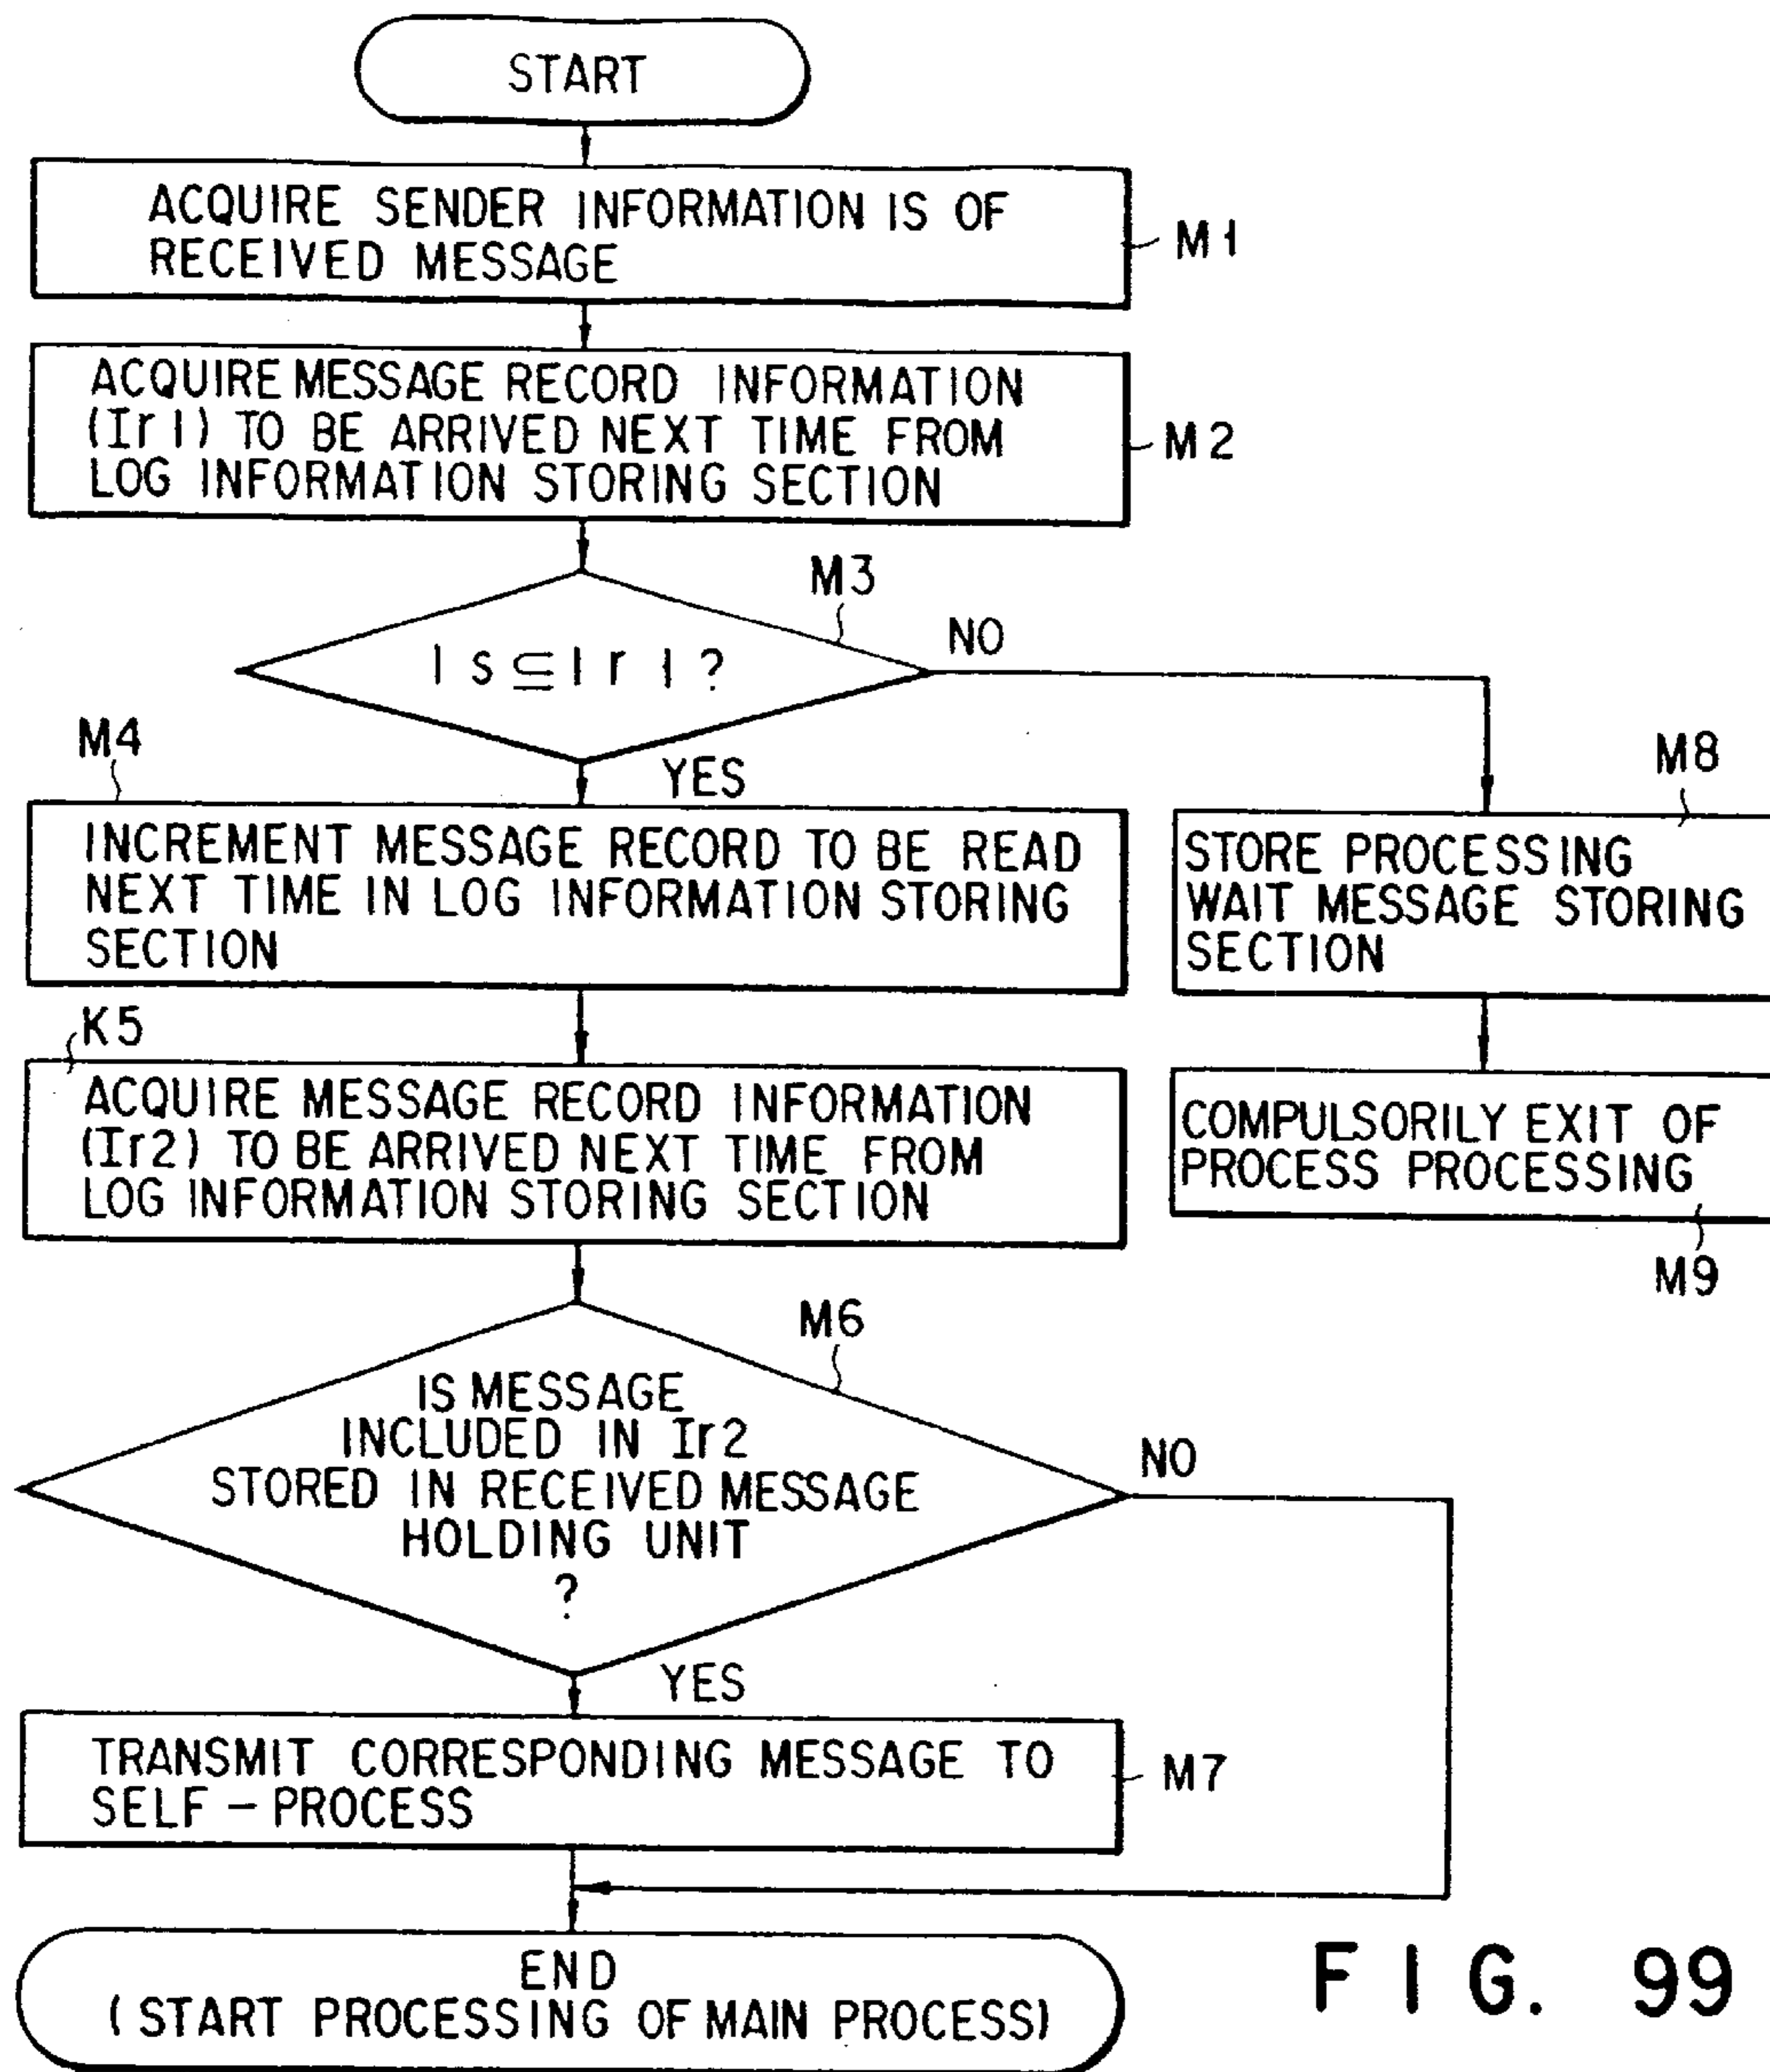 START
ACQUIRE SENDER INFORMATION IS OF
RECEIVED MESSAGE
M1
ACQUIRE MESSAGE RECORD INFORMATION
(Ir1) TO BE ARRIVED NEXT TIME FROM
LOG INFORMATION STORING SECTION
M2
M3
Is ⊆ Ir1 ?
NO
YES
M4
INCREMENT MESSAGE RECORD TO BE READ
NEXT TIME IN LOG INFORMATION STORING
SECTION
M8
STORE PROCESSING
WAIT MESSAGE STORING
SECTION
K5
ACQUIRE MESSAGE RECORD INFORMATION
(Ir2) TO BE ARRIVED NEXT TIME FROM
LOG INFORMATION STORING SECTION
COMPULSORILY EXIT OF
PROCESS PROCESSING
M9
M6
IS MESSAGE
INCLUDED IN Ir2
STORED IN RECEIVED MESSAGE
HOLDING UNIT
?
NO
YES
TRANSMIT CORRESPONDING MESSAGE TO
SELF-PROCESS
M7
END
(START PROCESSING OF MAIN PROCESS)
FIG. 99